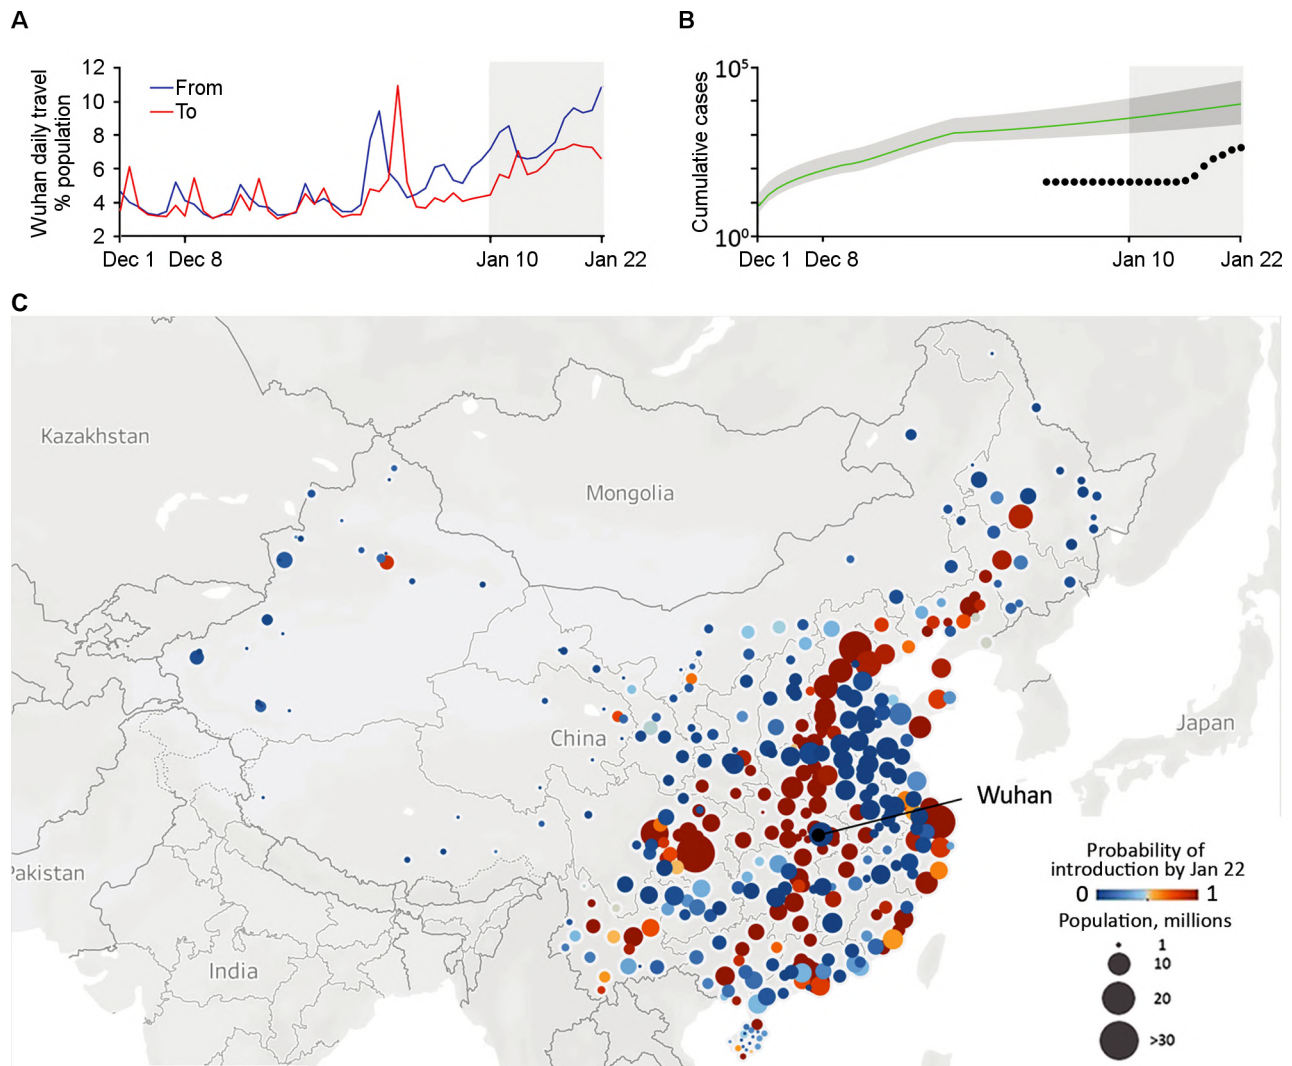 A
B
Wuhan daily travel
% population
12
10
8
6
4
2
From
To
Dec 1
Dec 8
Jan 10
Jan 22
Cumulative cases
10⁵
10⁰
Dec 1
Dec 8
Jan 10
Jan 22
C
Kazakhstan
Mongolia
China
Japan
Wuhan
Pakistan
India
Probability of
introduction by Jan 22
0
1
Population, millions
1
10
20
>30